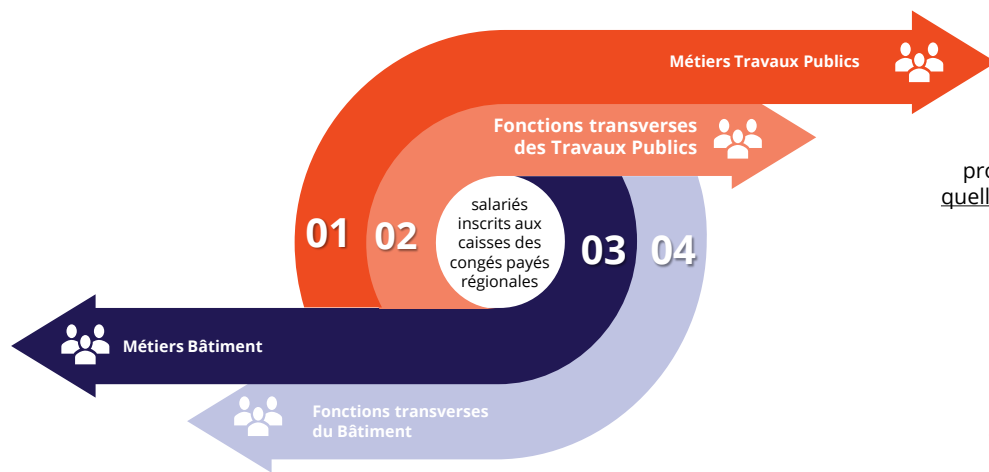 Métiers Travaux Publics
Fonctions transverses
des Travaux Publics
01
02
salariés
inscrits aux
caisses des
congés payés
régionales
03
04
Métiers Bâtiment
Fonctions transverses
du Bâtiment